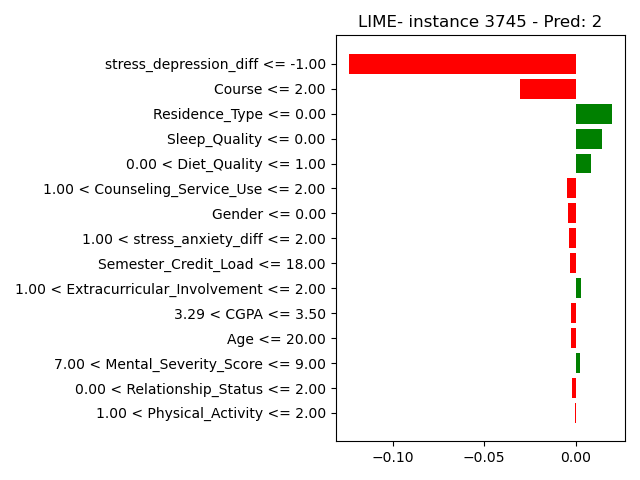 LIME- instance 3745 - Pred: 2
stress_depression_diff <= -1.00
Course <= 2.00
Residence_Type <= 0.00
Sleep_Quality <= 0.00
0.00 < Diet_Quality <= 1.00
1.00 < Counseling_Service_Use <= 2.00
Gender <= 0.00
1.00 < stress_anxiety_diff <= 2.00
Semester_Credit_Load <= 18.00
1.00 < Extracurricular_Involvement <= 2.00
3.29 < CGPA <= 3.50
Age <= 20.00
7.00 < Mental_Severity_Score <= 9.00
0.00 < Relationship_Status <= 2.00
1.00 < Physical_Activity <= 2.00
−0.10 −0.05 0.00